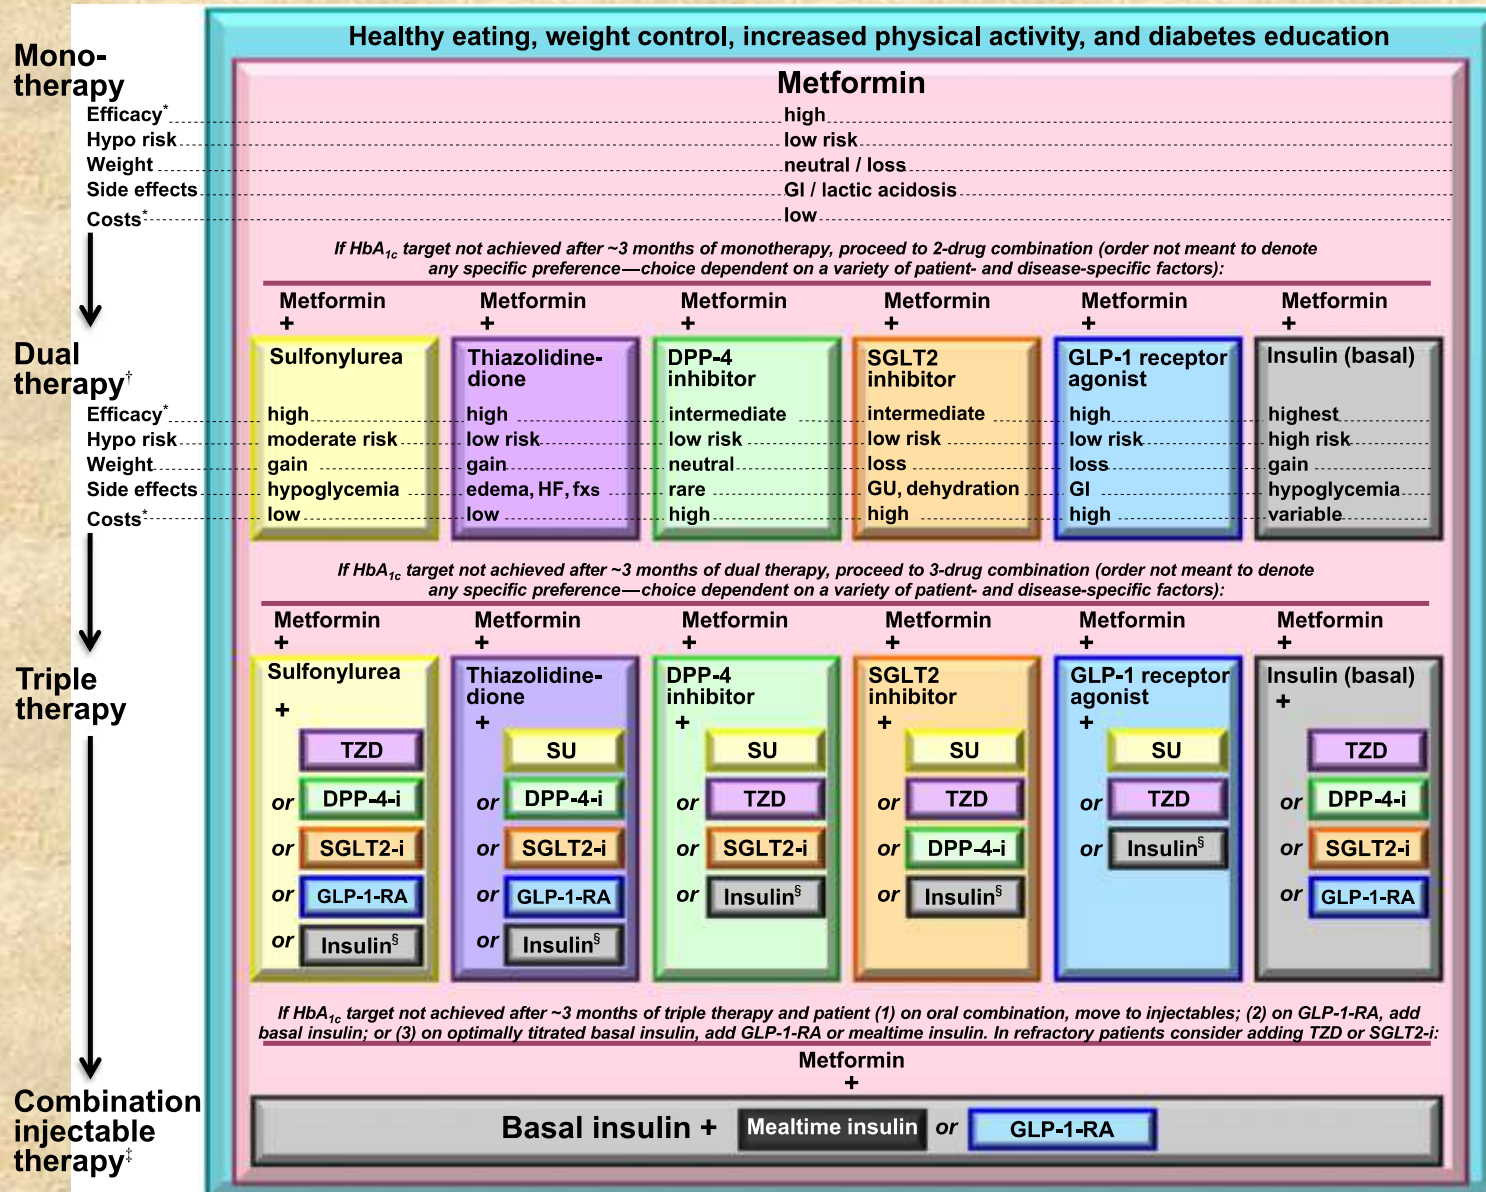 Healthy eating, weight control, increased physical activity, and diabetes education
Mono-
therapy
Metformin
Efficacy* high
Hypo risk low risk
Weight neutral / loss
Side effects GI / lactic acidosis
Costs* low
If HbA1c target not achieved after ~3 months of monotherapy, proceed to 2-drug combination (order not meant to denote
any specific preference—choice dependent on a variety of patient- and disease-specific factors):
Metformin Metformin Metformin Metformin Metformin Metformin
+ + + + + +
Dual
therapy†
Sulfonylurea
Thiazolidine-
dione
DPP-4
inhibitor
SGLT2
inhibitor
GLP-1 receptor
agonist
Insulin (basal)
Efficacy* high high intermediate intermediate high highest
Hypo risk moderate risk low risk low risk low risk low risk high risk
Weight gain gain neutral loss loss gain
Side effects hypoglycemia edema, HF, fxs rare GU, dehydration GI hypoglycemia
Costs* low low high high high variable
If HbA1c target not achieved after ~3 months of dual therapy, proceed to 3-drug combination (order not meant to denote
any specific preference—choice dependent on a variety of patient- and disease-specific factors):
Metformin Metformin Metformin Metformin Metformin Metformin
+ + + + + +
Triple
therapy
Sulfonylurea
+
TZD
or DPP-4-i
or SGLT2-i
or GLP-1-RA
or Insulin§
Thiazolidine-
dione
+
SU
or DPP-4-i
or SGLT2-i
or GLP-1-RA
or Insulin§
DPP-4
inhibitor
+
SU
or TZD
or SGLT2-i
or Insulin§
SGLT2
inhibitor
+
SU
or TZD
or DPP-4-i
or Insulin§
GLP-1 receptor
agonist
+
SU
or TZD
or Insulin§
Insulin (basal)
+
TZD
or DPP-4-i
or SGLT2-i
or GLP-1-RA
If HbA1c target not achieved after ~3 months of triple therapy and patient (1) on oral combination, move to injectables; (2) on GLP-1-RA, add
basal insulin; or (3) on optimally titrated basal insulin, add GLP-1-RA or mealtime insulin. In refractory patients consider adding TZD or SGLT2-i:
Metformin
+
Combination
injectable
therapy‡
Basal insulin + Mealtime insulin or GLP-1-RA